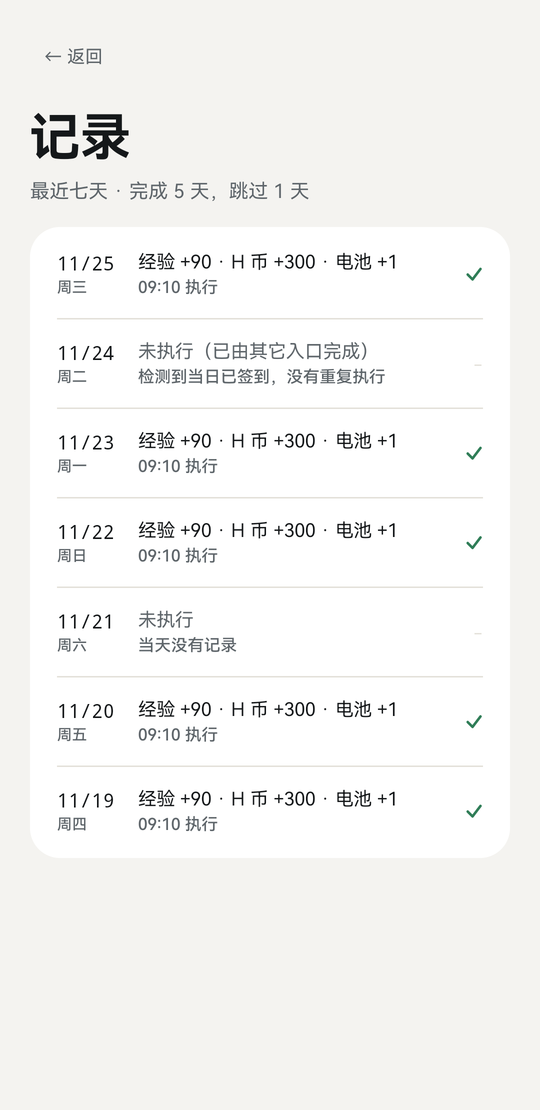 ← 返回
记录
最近七天 · 完成 5 天，跳过 1 天
11/25
周三
经验 +90 · H 币 +300 · 电池 +1
09:10 执行
11/24
周二
未执行（已由其它入口完成）
检测到当日已签到，没有重复执行
–
11/23
周一
经验 +90 · H 币 +300 · 电池 +1
09:10 执行
11/22
周日
经验 +90 · H 币 +300 · 电池 +1
09:10 执行
11/21
周六
未执行
当天没有记录
–
11/20
周五
经验 +90 · H 币 +300 · 电池 +1
09:10 执行
11/19
周四
经验 +90 · H 币 +300 · 电池 +1
09:10 执行